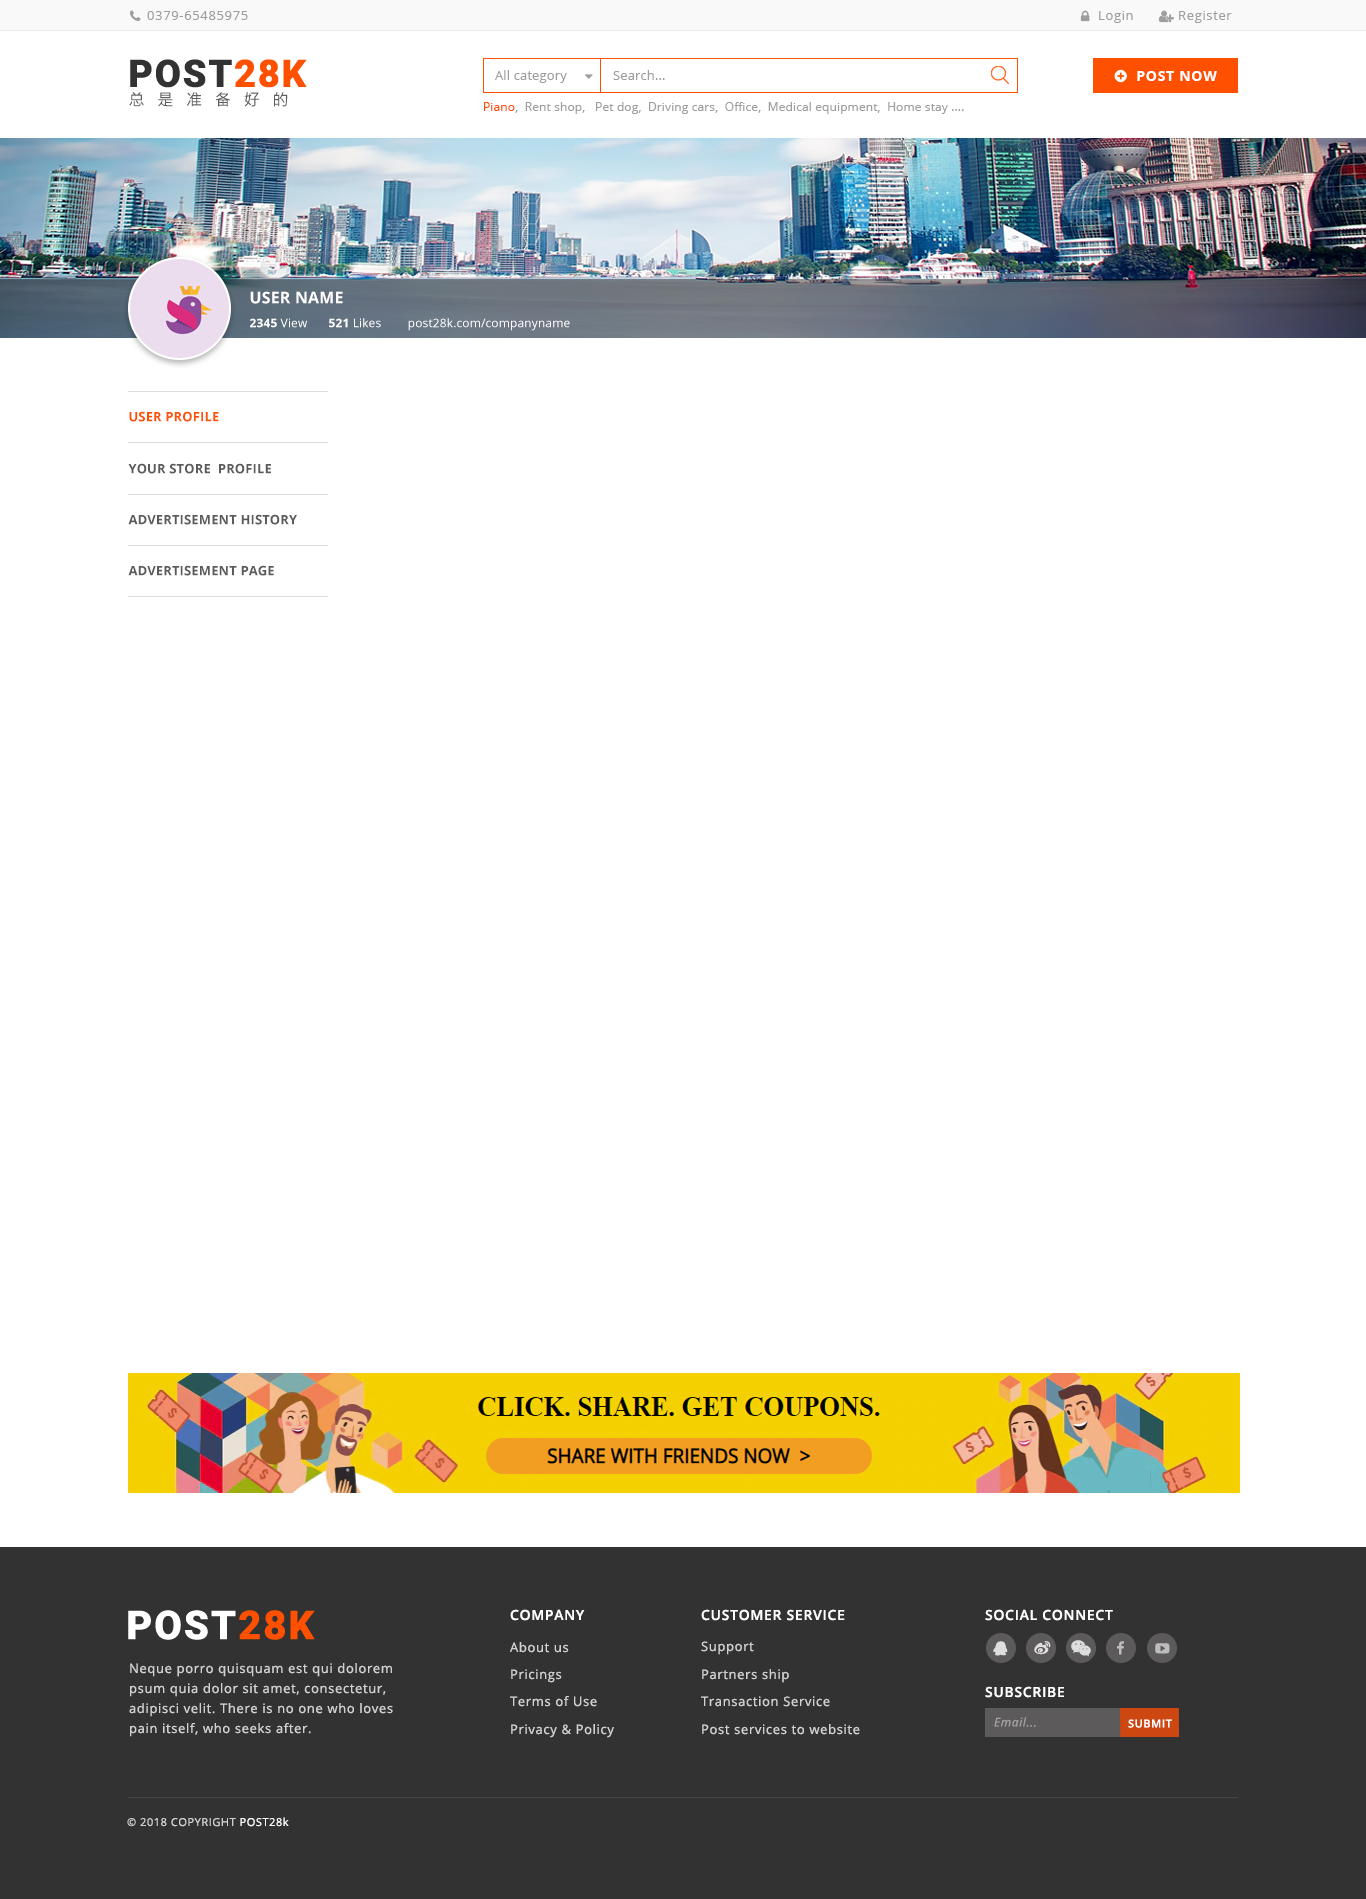 0379-65485975 Login Register
POST28K
总是准备好的
All category Search... POST NOW
Piano, Rent shop, Pet dog, Driving cars, Office, Medical equipment, Home stay ....
USER NAME
2345 View 521 Likes post28k.com/companyname
USER PROFILE
YOUR STORE PROFILE
ADVERTISEMENT HISTORY
ADVERTISEMENT PAGE
CLICK. SHARE. GET COUPONS.
SHARE WITH FRIENDS NOW >
POST28K
Neque porro quisquam est qui dolorem
psum quia dolor sit amet, consectetur,
adipisci velit. There is no one who loves
pain itself, who seeks after.
COMPANY
About us
Pricings
Terms of Use
Privacy & Policy
CUSTOMER SERVICE
Support
Partners ship
Transaction Service
Post services to website
SOCIAL CONNECT
SUBSCRIBE
Email... SUBMIT
© 2018 COPYRIGHT POST28k